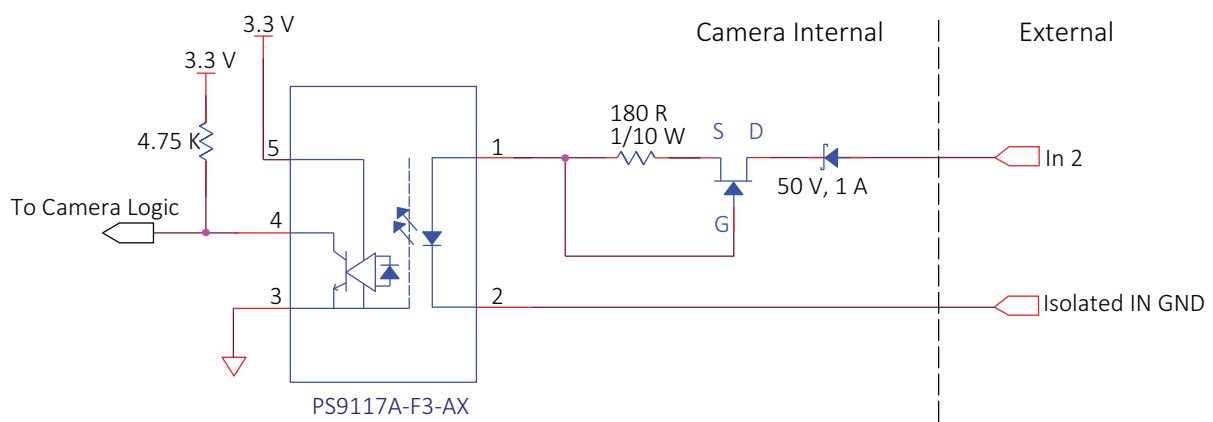 3.3 V
Camera Internal
External
3.3 V
180 R
1/10 W
S
D
4.75 K
5
1
In 2
50 V, 1 A
To Camera Logic
4
G
3
2
Isolated IN GND
PS9117A-F3-AX